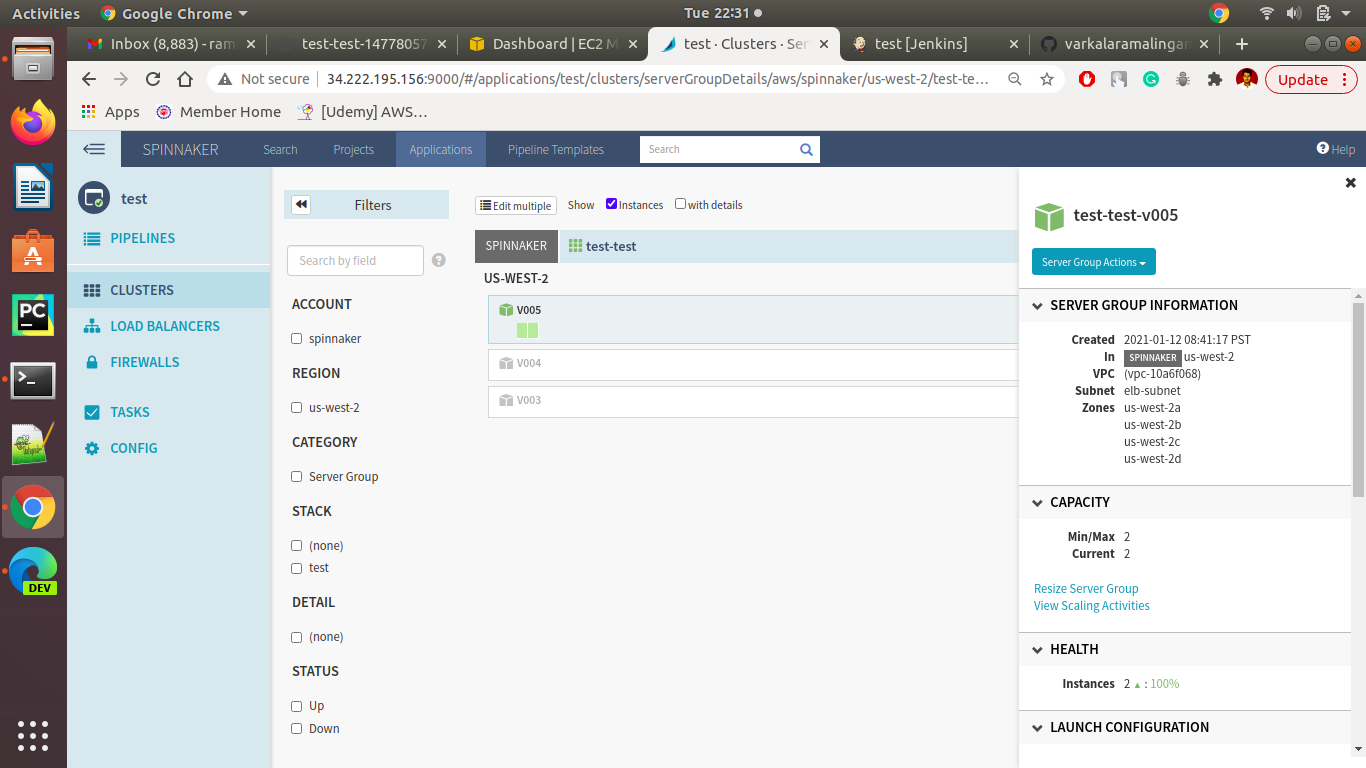 Activities
Google Chrome
Tue 22:31
Inbox (8,883) - ram
test-test-14778057
Dashboard | EC2 M
test · Clusters · Ser
test [Jenkins]
varkalaramalingam
Not secure
34.222.195.156:9000/#/applications/test/clusters/serverGroupDetails/aws/spinnaker/us-west-2/test-te...
Update
Apps
Member Home
[Udemy] AWS...
SPINNAKER
Search
Projects
Applications
Pipeline Templates
Search
Help
test
PIPELINES
CLUSTERS
LOAD BALANCERS
FIREWALLS
TASKS
CONFIG
Filters
Search by field
ACCOUNT
spinnaker
REGION
us-west-2
CATEGORY
Server Group
STACK
(none)
test
DETAIL
(none)
STATUS
Up
Down
Edit multiple
Show
Instances
with details
SPINNAKER
test-test
US-WEST-2
V005
V004
V003
test-test-v005
Server Group Actions
SERVER GROUP INFORMATION
Created 2021-01-12 08:41:17 PST
In SPINNAKER us-west-2
VPC (vpc-10a6f068)
Subnet elb-subnet
Zones us-west-2a
us-west-2b
us-west-2c
us-west-2d
CAPACITY
Min/Max 2
Current 2
Resize Server Group
View Scaling Activities
HEALTH
Instances 2 ▲ : 100%
LAUNCH CONFIGURATION
PC
DEV